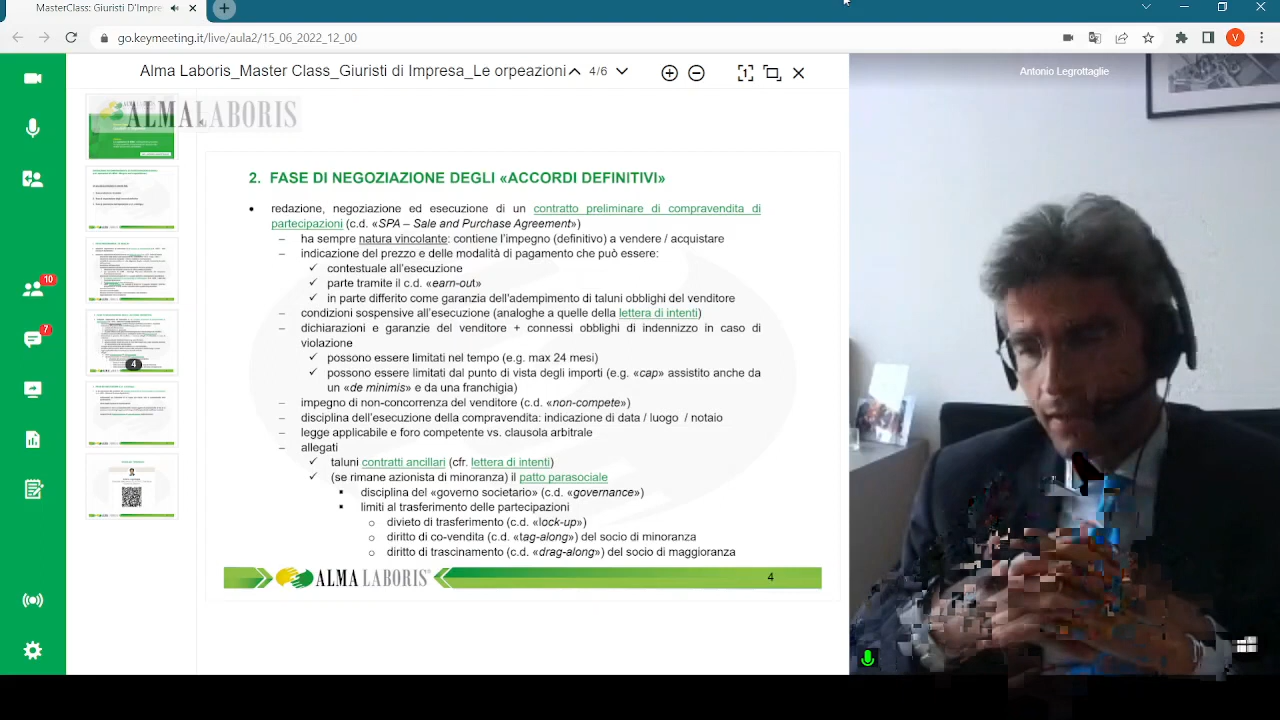 MasterClass: Giuristi D'Impres
go.keymeeting.it/live/aula2/15_06_2022_12_00
V
Alma Laboris_Master Class_Giuristi di Impresa_Le orpeazioni
4/6
Antonio Legrottaglie
ALMA LABORIS
2. FASE DI NEGOZIAZIONE DEGLI «ACCORDI DEFINITIVI»
• redazione, negoziazione ed esecuzione di un contratto preliminare di compravendita di
partecipazioni (c.d. «SPA – Sale and Purchase Agreement»)
– ha sempre natura vincolante: contiene l'impegno (definitivo) a vendere / acquistare
– indicazione del prezzo e delle modalità di pagamento che può essere:
✓ contestuale all'esecuzione
✓ parte tramite il c.d. «earn-out»
✓ in parte differito come garanzia dell'adempimento di taluni obblighi del venditore
– condizioni sospensive all'esecuzione (analoghe a quelle della lettera di intenti)
– dichiarazioni e garanzie del venditore + connessi obblighi di indennizzo in caso di
violazione
✓ possono essere limitati nel tempo (e.g. max 24 mesi)
✓ possono essere limitati dal punto di vista degli importi (e.g. «cap» assistito anche da
un «de minimis» e da una franchigia)
– impegno di non-concorrenza del venditore (c.d. «non-compete»)
– disciplina dell'esecuzione della compravendita: indicazione di data / luogo / notaio
– legge applicabile e foro competente vs. clausola arbitrale
– allegati
✓ taluni contratti ancillari (cfr. lettera di intenti)
✓ (se rimane azionista di minoranza) il patto parasociale
▪ disciplina del «governo societario» (c.d. «governance»)
▪ limiti al trasferimento delle partecipazioni
o divieto di trasferimento (c.d. «lock-up»)
o diritto di co-vendita (c.d. «tag-along») del socio di minoranza
o diritto di trascinamento (c.d. «drag-along») del socio di maggioranza
ALMA LABORIS
4
10
7
4